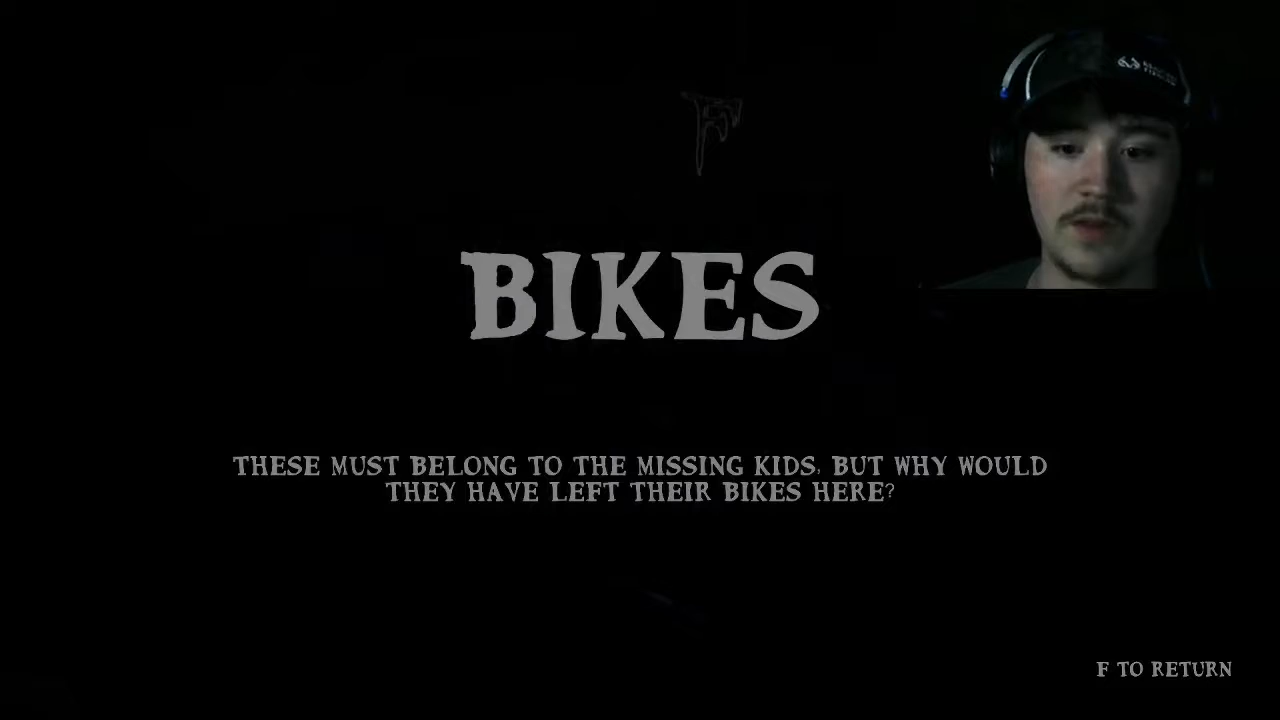 F
BIKES
THESE MUST BELONG TO THE MISSING KIDS, BUT WHY WOULD
THEY HAVE LEFT THEIR BIKES HERE?
F TO RETURN